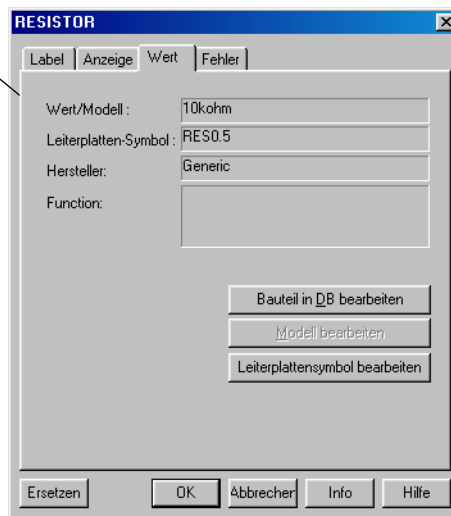 RESISTOR
Label Anzeige Wert Fehler
Wert/Modell : 10kohm
Leiterplatten-Symbol : RES0.5
Hersteller: Generic
Function:
Bauteil in DB bearbeiten
Modell bearbeiten
Leiterplattensymbol bearbeiten
Ersetzen OK Abbrechen Info Hilfe